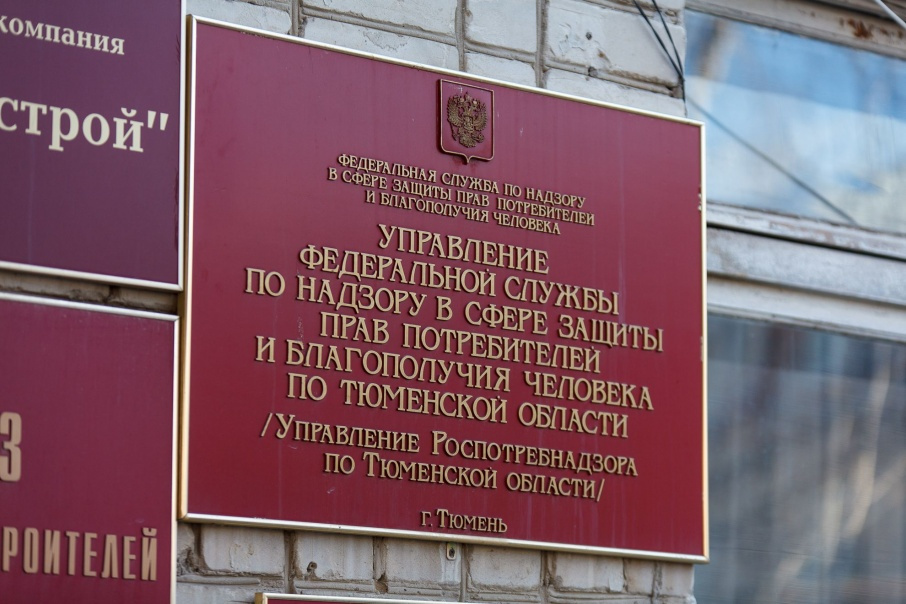 компания
строй"
З
РОИТЕЛЕЙ
ФЕДЕРАЛЬНАЯ СЛУЖБА ПО НАДЗОРУ
В СФЕРЕ ЗАЩИТЫ ПРАВ ПОТРЕБИТЕЛЕЙ
И БЛАГОПОЛУЧИЯ ЧЕЛОВЕКА
УПРАВЛЕНИЕ
ФЕДЕРАЛЬНОЙ СЛУЖБЫ
ПО НАДЗОРУ В СФЕРЕ ЗАЩИТЫ
ПРАВ ПОТРЕБИТЕЛЕЙ
И БЛАГОПОЛУЧИЯ ЧЕЛОВЕКА
ПО ТЮМЕНСКОЙ ОБЛАСТИ
/УПРАВЛЕНИЕ РОСПОТРЕБНАДЗОРА
ПО ТЮМЕНСКОЙ ОБЛАСТИ/
Г. ТЮМЕНЬ